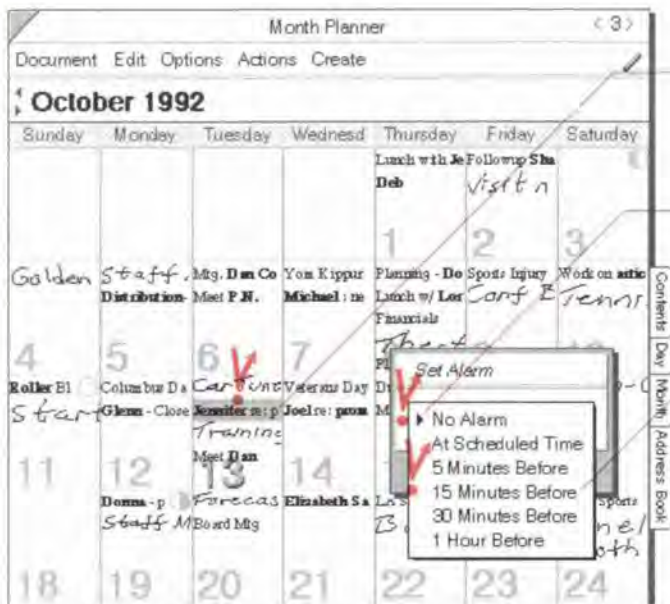 Month Planner < 3 >
Document Edit Options Actions Create
October 1992
Sunday Monday Tuesday Wednesd Thursday Friday Saturday
Lunch with Je Followup Sha
Deb Visit n
1 2 3
Golden Staff Mtg. Dan Co Yom Kippur Planning - Do Sports Injury Work on artic
Distribution- Meet P.N. Michael : ne Lunch w/ Lor Conf Tennis
Financials
4 5 6 7
Roller Bl Columbus Da Car tune Veterans Day
Start Glenn - Close Jennifer re: p Joel re: prom
Training
Meet Dan
11 12 13 14
Donna - p Forecas Elizabeth Sa Sports
Staff M Board Mtg
18 19 20 21 22 23 24
Set Alarm
No Alarm
At Scheduled Time
5 Minutes Before
15 Minutes Before
30 Minutes Before
1 Hour Before
Contents
Day
Month
Address Book